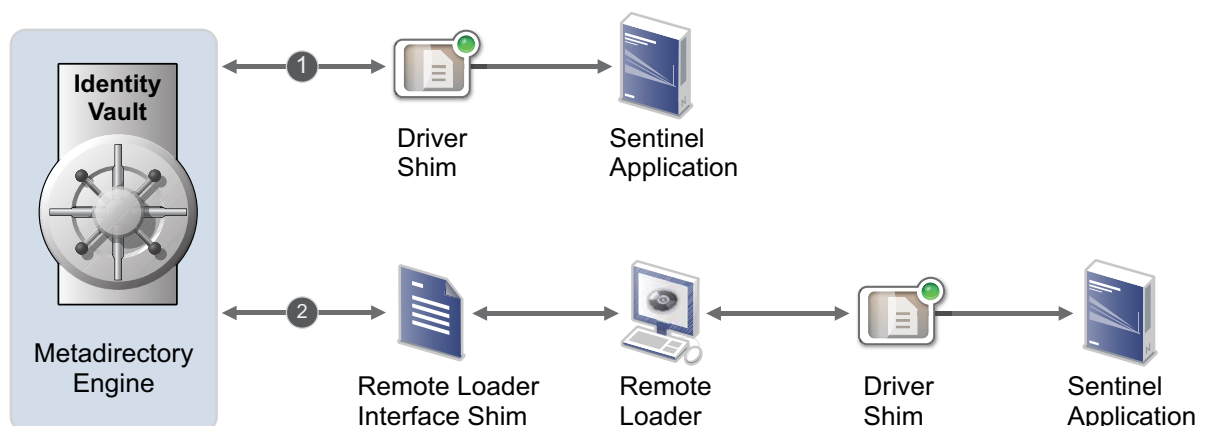 Identity
Vault
Metadirectory
Engine
1
Driver
Shim
Sentinel
Application
2
Remote Loader
Interface Shim
Remote
Loader
Driver
Shim
Sentinel
Application